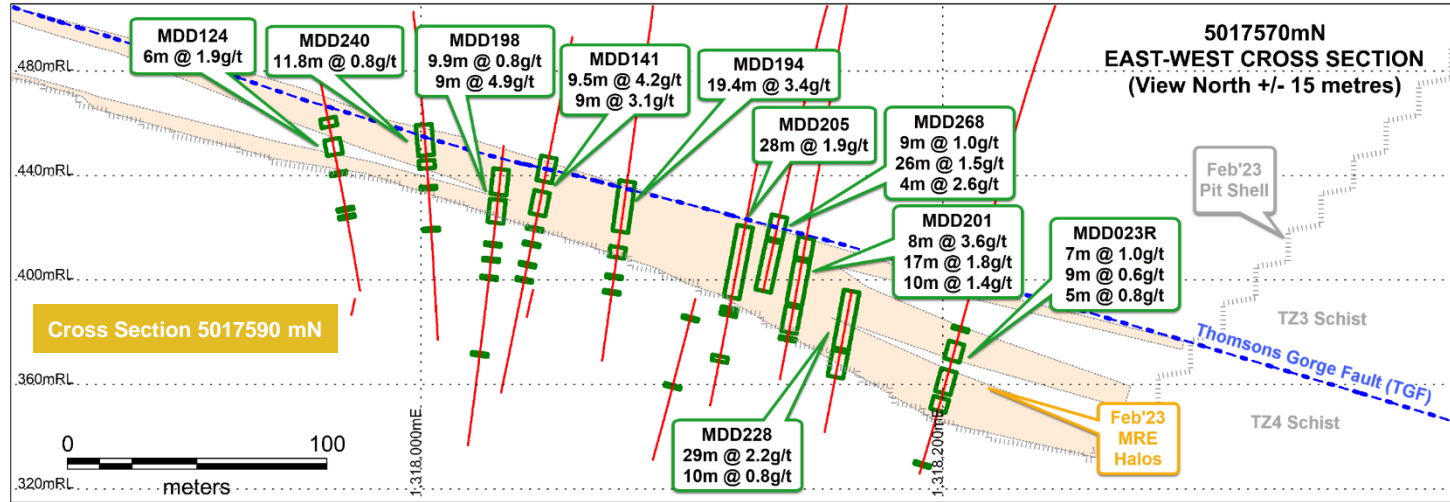 5017570mN
EAST-WEST CROSS SECTION
(View North +/- 15 metres)
MDD124
6m @ 1.9g/t
MDD240
11.8m @ 0.8g/t
MDD198
9.9m @ 0.8g/t
9m @ 4.9g/t
MDD141
9.5m @ 4.2g/t
9m @ 3.1g/t
MDD194
19.4m @ 3.4g/t
MDD205
28m @ 1.9g/t
MDD268
9m @ 1.0g/t
26m @ 1.5g/t
4m @ 2.6g/t
MDD201
8m @ 3.6g/t
17m @ 1.8g/t
10m @ 1.4g/t
MDD023R
7m @ 1.0g/t
9m @ 0.6g/t
5m @ 0.8g/t
MDD228
29m @ 2.2g/t
10m @ 0.8g/t
Feb'23
Pit Shell
Feb'23
MRE
Halos
TZ3 Schist
Thomsons Gorge Fault (TGF)
TZ4 Schist
480mRL
440mRL
400mRL
360mRL
320mRL
Cross Section 5017590 mN
0 100
meters
1,318,000mE
1,318,200mE